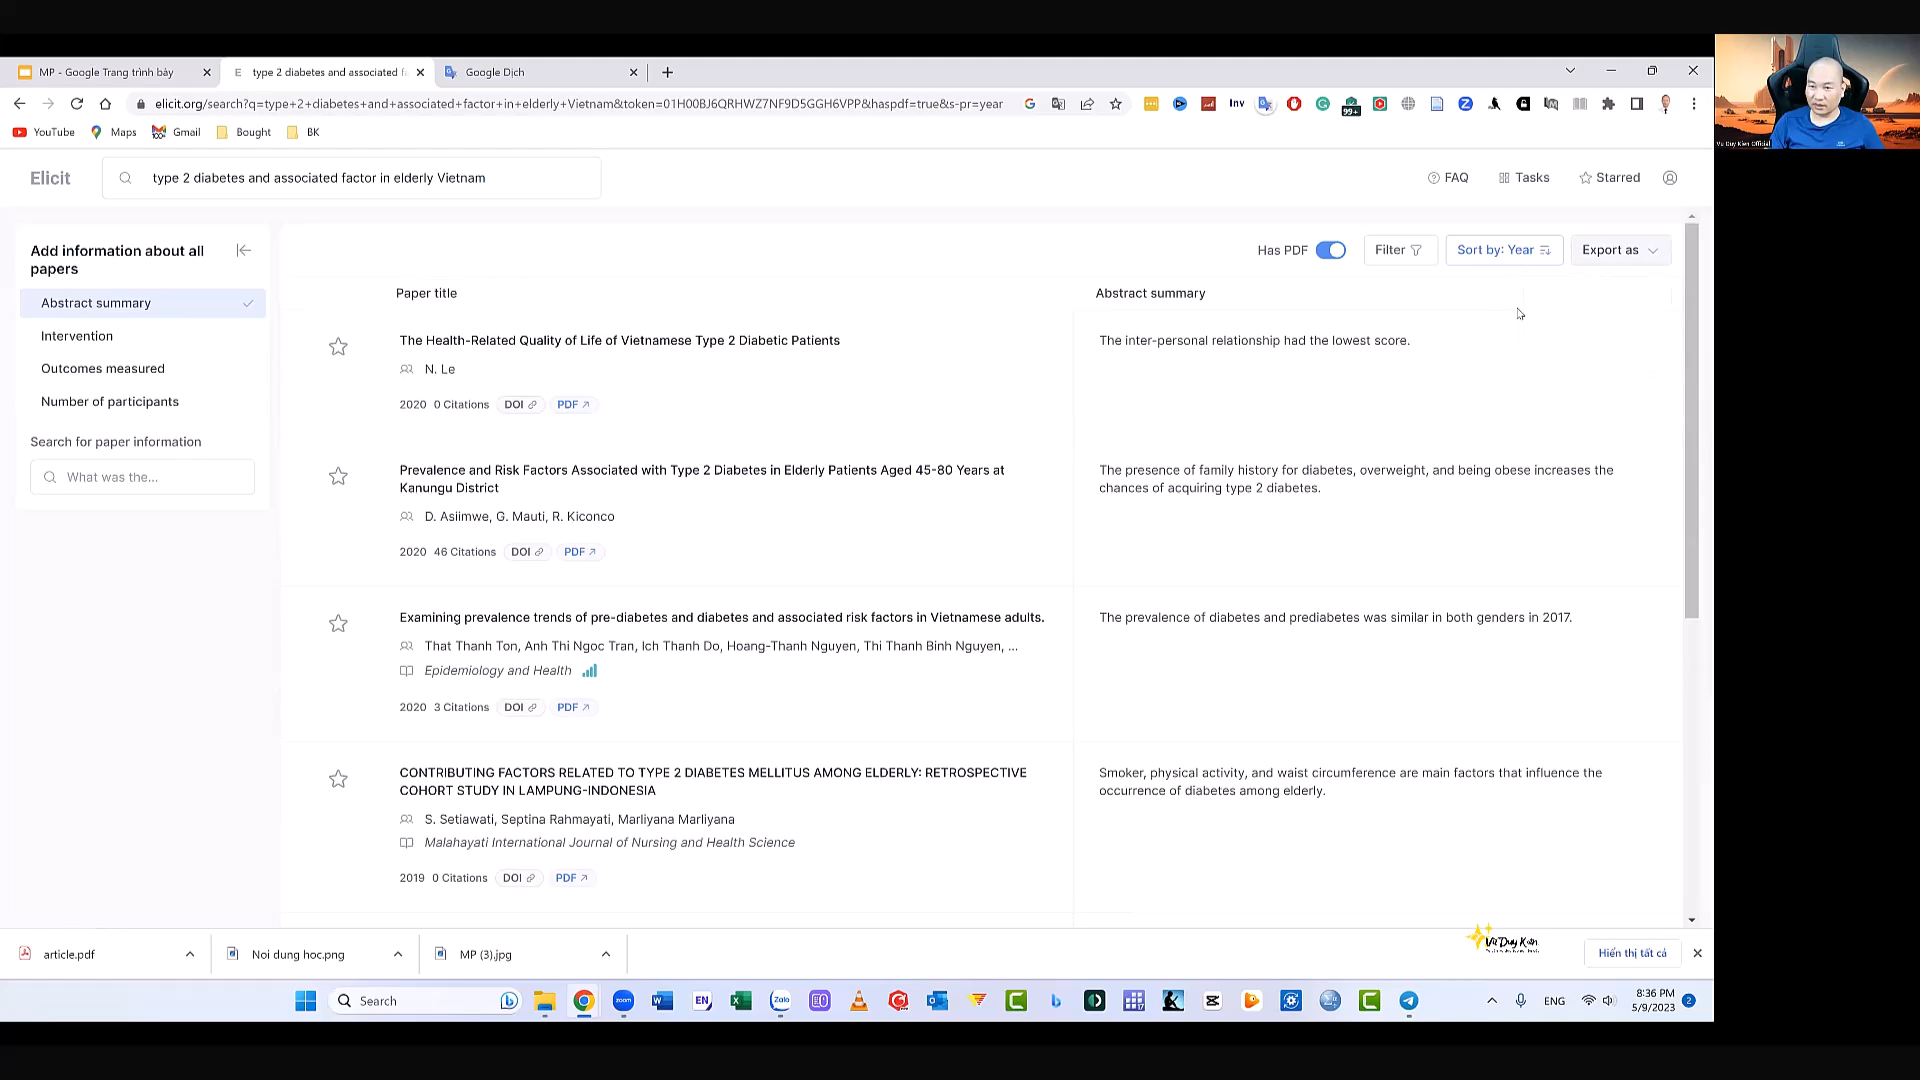 MP - Google Trang trình bày
type 2 diabetes and associated f
Google Dịch
elicit.org/search?q=type+2+diabetes+and+associated+factor+in+elderly+Vietnam&token=01H00BJ6QRHWZ7NF9D5GGH6VPP&haspdf=true&s-pr=year
Inv
99+
YouTube
Maps
Gmail
Bought
BK
Vu Duy Kien Official
Elicit
type 2 diabetes and associated factor in elderly Vietnam
FAQ
Tasks
Starred
Add information about all
papers
Abstract summary
Intervention
Outcomes measured
Number of participants
Search for paper information
What was the...
Has PDF
Filter
Sort by: Year
Export as
Paper title
Abstract summary
The Health-Related Quality of Life of Vietnamese Type 2 Diabetic Patients
N. Le
2020 0 Citations DOI PDF
The inter-personal relationship had the lowest score.
Prevalence and Risk Factors Associated with Type 2 Diabetes in Elderly Patients Aged 45-80 Years at
Kanungu District
D. Asiimwe, G. Mauti, R. Kiconco
2020 46 Citations DOI PDF
The presence of family history for diabetes, overweight, and being obese increases the
chances of acquiring type 2 diabetes.
Examining prevalence trends of pre-diabetes and diabetes and associated risk factors in Vietnamese adults.
That Thanh Ton, Anh Thi Ngoc Tran, Ich Thanh Do, Hoang-Thanh Nguyen, Thi Thanh Binh Nguyen, ...
Epidemiology and Health
2020 3 Citations DOI PDF
The prevalence of diabetes and prediabetes was similar in both genders in 2017.
CONTRIBUTING FACTORS RELATED TO TYPE 2 DIABETES MELLITUS AMONG ELDERLY: RETROSPECTIVE
COHORT STUDY IN LAMPUNG-INDONESIA
S. Setiawati, Septina Rahmayati, Marliyana Marliyana
Malahayati International Journal of Nursing and Health Science
2019 0 Citations DOI PDF
Smoker, physical activity, and waist circumference are main factors that influence the
occurrence of diabetes among elderly.
article.pdf
Noi dung hoc.png
MP (3).jpg
Vũ Duy Kiên
Hiển thị tất cả
Search
zoom
EN
Zalo
ENG
8:36 PM
5/9/2023
2